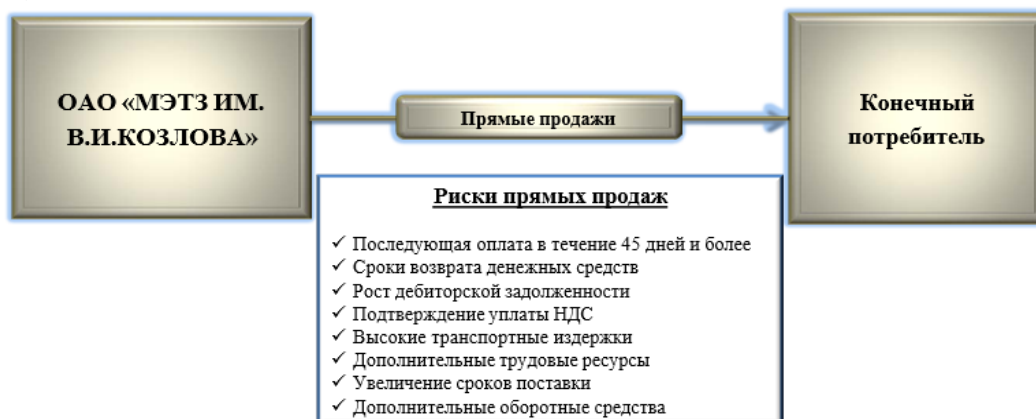 ОАО «МЭТЗ ИМ.
В.И.КОЗЛОВА»
Прямые продажи
Конечный
потребитель
Риски прямых продаж
✓ Последующая оплата в течение 45 дней и более
✓ Сроки возврата денежных средств
✓ Рост дебиторской задолженности
✓ Подтверждение уплаты НДС
✓ Высокие транспортные издержки
✓ Дополнительные трудовые ресурсы
✓ Увеличение сроков поставки
✓ Дополнительные оборотные средства